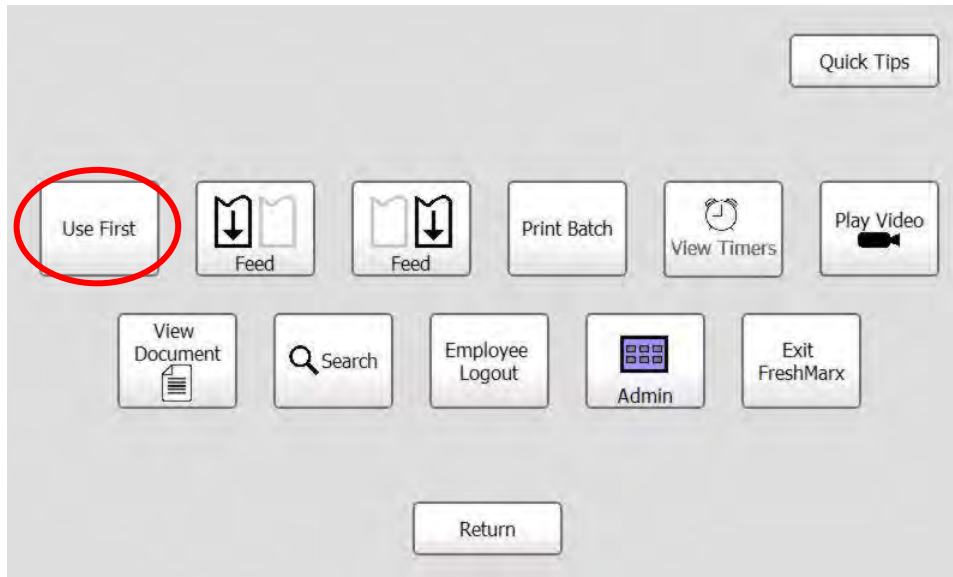 Quick Tips
Use First
Feed
Feed
Print Batch
View Timers
Play Video
View
Document
Search
Employee
Logout
Admin
Exit
FreshMarx
Return